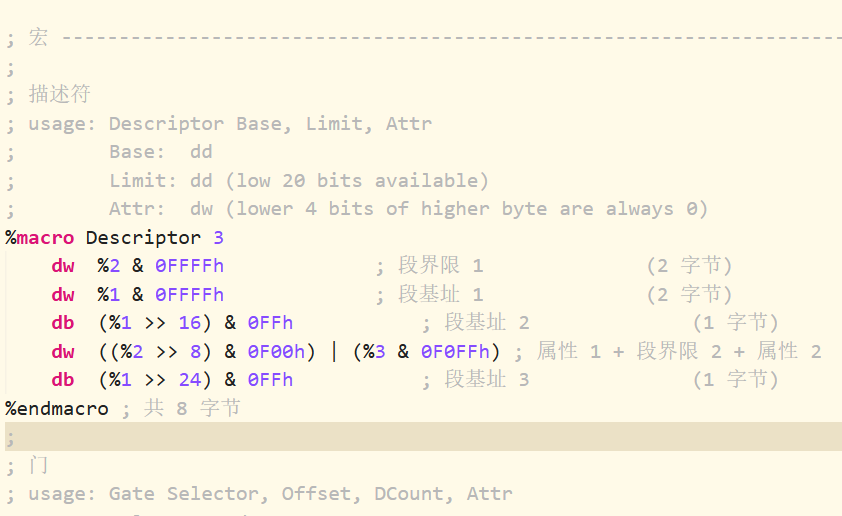 ; 宏 ------------------------------------------------------------------------
;
; 描述符
; usage: Descriptor Base, Limit, Attr
;        Base:  dd
;        Limit: dd (low 20 bits available)
;        Attr:  dw (lower 4 bits of higher byte are always 0)
%macro Descriptor 3
    dw  %2 & 0FFFFh             ; 段界限 1              (2 字节)
    dw  %1 & 0FFFFh             ; 段基址 1              (2 字节)
    db  (%1 >> 16) & 0FFh           ; 段基址 2              (1 字节)
    dw  ((%2 >> 8) & 0F00h) | (%3 & 0F0FFh) ; 属性 1 + 段界限 2 + 属性 2
    db  (%1 >> 24) & 0FFh           ; 段基址 3              (1 字节)
%endmacro ; 共 8 字节
;
; 门
; usage: Gate Selector, Offset, DCount, Attr